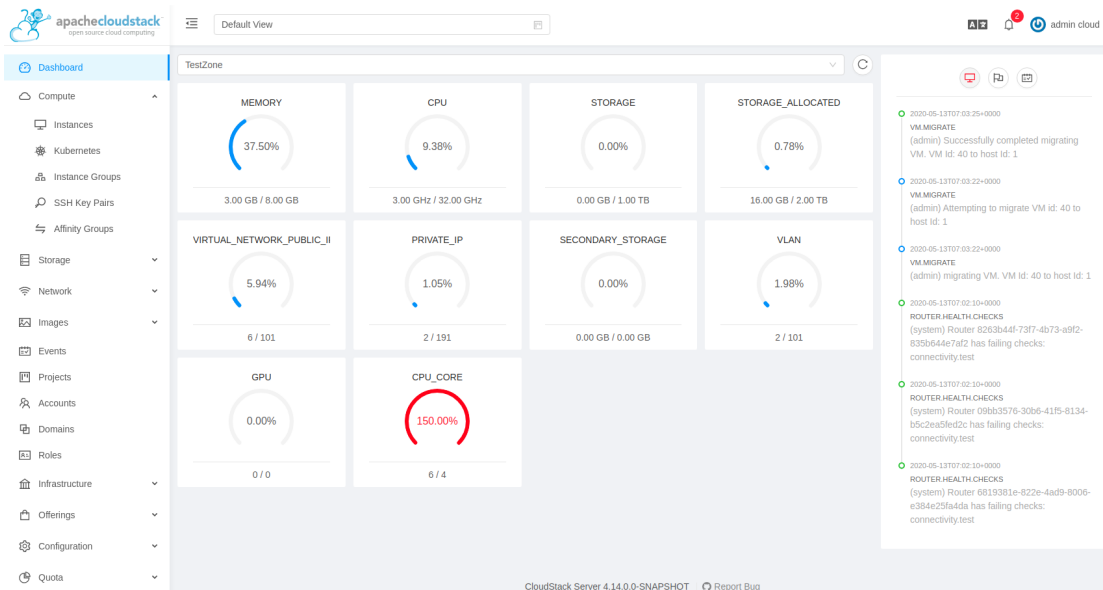 apachecloudstack
open source cloud computing
Default View
2
admin cloud
Dashboard
Compute
Instances
Kubernetes
Instance Groups
SSH Key Pairs
Affinity Groups
Storage
Network
Images
Events
Projects
Accounts
Domains
Roles
Infrastructure
Offerings
Configuration
Quota
TestZone
MEMORY
37.50%
3.00 GB / 8.00 GB
CPU
9.38%
3.00 GHz / 32.00 GHz
STORAGE
0.00%
0.00 GB / 1.00 TB
STORAGE_ALLOCATED
0.78%
16.00 GB / 2.00 TB
VIRTUAL_NETWORK_PUBLIC_II
5.94%
6 / 101
PRIVATE_IP
1.05%
2 / 191
SECONDARY_STORAGE
0.00%
0.00 GB / 0.00 GB
VLAN
1.98%
2 / 101
GPU
0.00%
0 / 0
CPU_CORE
150.00%
6 / 4
2020-05-13T07:03:25+0000
VM.MIGRATE
(admin) Successfully completed migrating
VM. VM Id: 40 to host Id: 1
2020-05-13T07:03:22+0000
VM.MIGRATE
(admin) Attempting to migrate VM id: 40 to
host Id: 1
2020-05-13T07:03:22+0000
VM.MIGRATE
(admin) migrating VM. VM Id: 40 to host Id: 1
2020-05-13T07:02:10+0000
ROUTER.HEALTH.CHECKS
(system) Router 8263b44f-73f7-4b73-a9f2-
835b644e7af2 has failing checks:
connectivity.test
2020-05-13T07:02:10+0000
ROUTER.HEALTH.CHECKS
(system) Router 09bb3576-30b6-41f5-8134-
b5c2ea5fed2c has failing checks:
connectivity.test
2020-05-13T07:02:10+0000
ROUTER.HEALTH.CHECKS
(system) Router 6819381e-822e-4ad9-8006-
e384e25fa4da has failing checks:
connectivity.test
CloudStack Server 4.14.0.0-SNAPSHOT
Report Bug